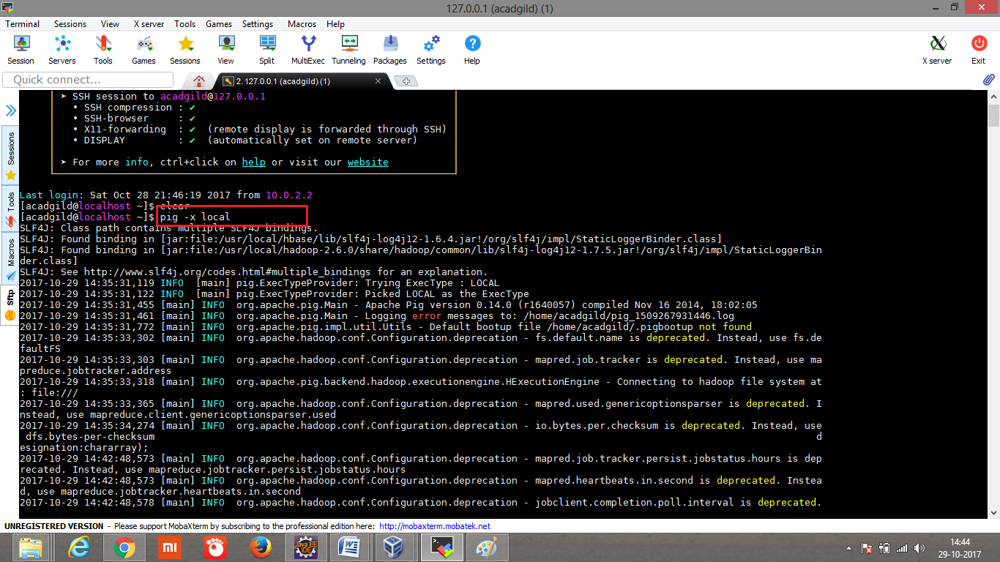 127.0.0.1 (acadgild) (1)
Terminal Sessions View X server Tools Games Settings Macros Help
Session Servers Tools Games Sessions View Split MultiExec Tunneling Packages Settings Help X server Exit
Quick connect...
2. 127.0.0.1 (acadgild) (1)
Sessions
Tools
Macros
Sftp
➤ SSH session to acadgild@127.0.0.1
• SSH compression : ✔
• SSH-browser : ✔
• X11-forwarding : ✔ (remote display is forwarded through SSH)
• DISPLAY : ✔ (automatically set on remote server)
➤ For more info, ctrl+click on help or visit our website
Last login: Sat Oct 28 21:46:19 2017 from 10.0.2.2
[acadgild@localhost ~]$ clear
[acadgild@localhost ~]$ pig -x local
SLF4J: Class path contains multiple SLF4J bindings.
SLF4J: Found binding in [jar:file:/usr/local/hbase/lib/slf4j-log4j12-1.6.4.jar!/org/slf4j/impl/StaticLoggerBinder.class]
SLF4J: Found binding in [jar:file:/usr/local/hadoop-2.6.0/share/hadoop/common/lib/slf4j-log4j12-1.7.5.jar!/org/slf4j/impl/StaticLoggerBin
der.class]
SLF4J: See http://www.slf4j.org/codes.html#multiple_bindings for an explanation.
2017-10-29 14:35:31,119 INFO [main] pig.ExecTypeProvider: Trying ExecType : LOCAL
2017-10-29 14:35:31,122 INFO [main] pig.ExecTypeProvider: Picked LOCAL as the ExecType
2017-10-29 14:35:31,455 [main] INFO org.apache.pig.Main - Apache Pig version 0.14.0 (r1640057) compiled Nov 16 2014, 18:02:05
2017-10-29 14:35:31,461 [main] INFO org.apache.pig.Main - Logging error messages to: /home/acadgild/pig_1509267931446.log
2017-10-29 14:35:31,772 [main] INFO org.apache.pig.impl.util.Utils - Default bootup file /home/acadgild/.pigbootup not found
2017-10-29 14:35:33,302 [main] INFO org.apache.hadoop.conf.Configuration.deprecation - fs.default.name is deprecated. Instead, use fs.de
faultFS
2017-10-29 14:35:33,303 [main] INFO org.apache.hadoop.conf.Configuration.deprecation - mapred.job.tracker is deprecated. Instead, use ma
preduce.jobtracker.address
2017-10-29 14:35:33,318 [main] INFO org.apache.pig.backend.hadoop.executionengine.HExecutionEngine - Connecting to hadoop file system at
: file:///
2017-10-29 14:35:33,365 [main] INFO org.apache.hadoop.conf.Configuration.deprecation - mapred.used.genericoptionsparser is deprecated. I
nstead, use mapreduce.client.genericoptionsparser.used
2017-10-29 14:35:34,274 [main] INFO org.apache.hadoop.conf.Configuration.deprecation - io.bytes.per.checksum is deprecated. Instead, use
dfs.bytes-per-checksum d
esignation:chararray);
2017-10-29 14:42:48,573 [main] INFO org.apache.hadoop.conf.Configuration.deprecation - mapred.job.tracker.persist.jobstatus.hours is dep
recated. Instead, use mapreduce.jobtracker.persist.jobstatus.hours
2017-10-29 14:42:48,573 [main] INFO org.apache.hadoop.conf.Configuration.deprecation - mapred.heartbeats.in.second is deprecated. Instea
d, use mapreduce.jobtracker.heartbeats.in.second
2017-10-29 14:42:48,578 [main] INFO org.apache.hadoop.conf.Configuration.deprecation - jobclient.completion.poll.interval is deprecated.
UNREGISTERED VERSION - Please support MobaXterm by subscribing to the professional edition here: http://mobaxterm.mobatek.net
mi
Java EE
IDE
14:44
29-10-2017